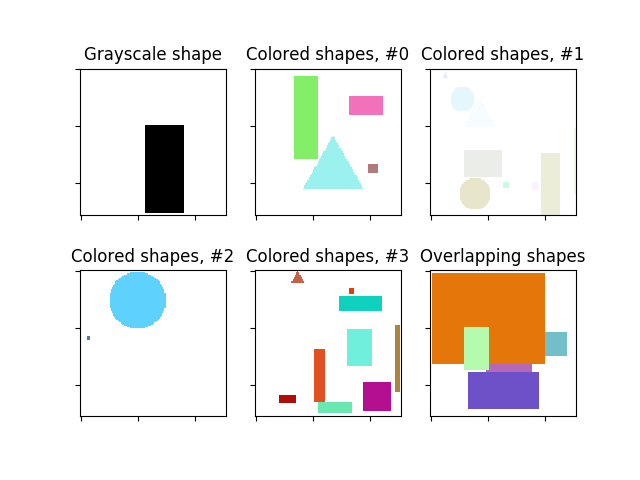 Grayscale shape
Colored shapes, #0
Colored shapes, #1
Colored shapes, #2
Colored shapes, #3
Overlapping shapes